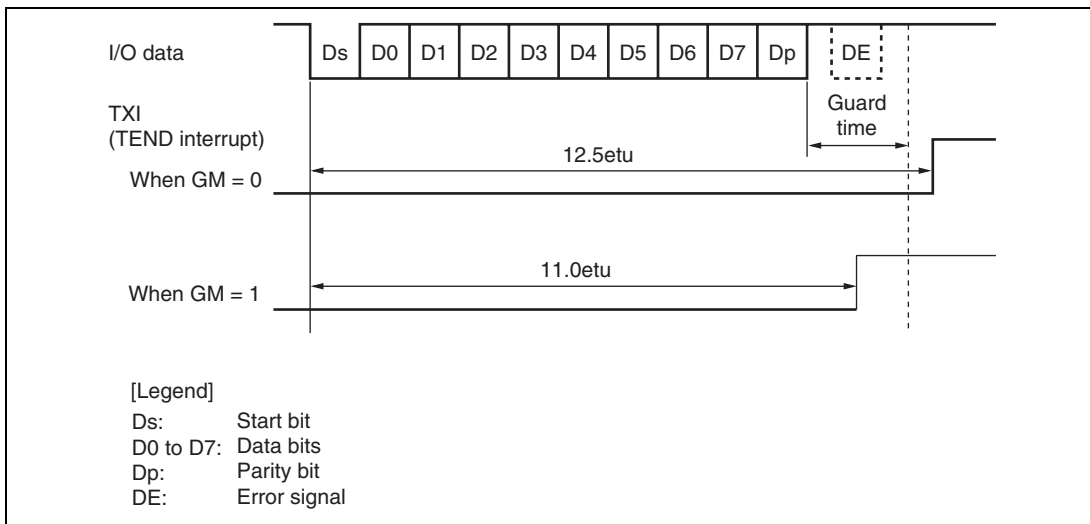 I/O data
Ds D0 D1 D2 D3 D4 D5 D6 D7 Dp DE
TXI
(TEND interrupt)
Guard
time
12.5etu
When GM = 0
11.0etu
When GM = 1
[Legend]
Ds: Start bit
D0 to D7: Data bits
Dp: Parity bit
DE: Error signal